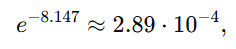 e^{-8.147} ≈ 2.89 · 10^{-4},